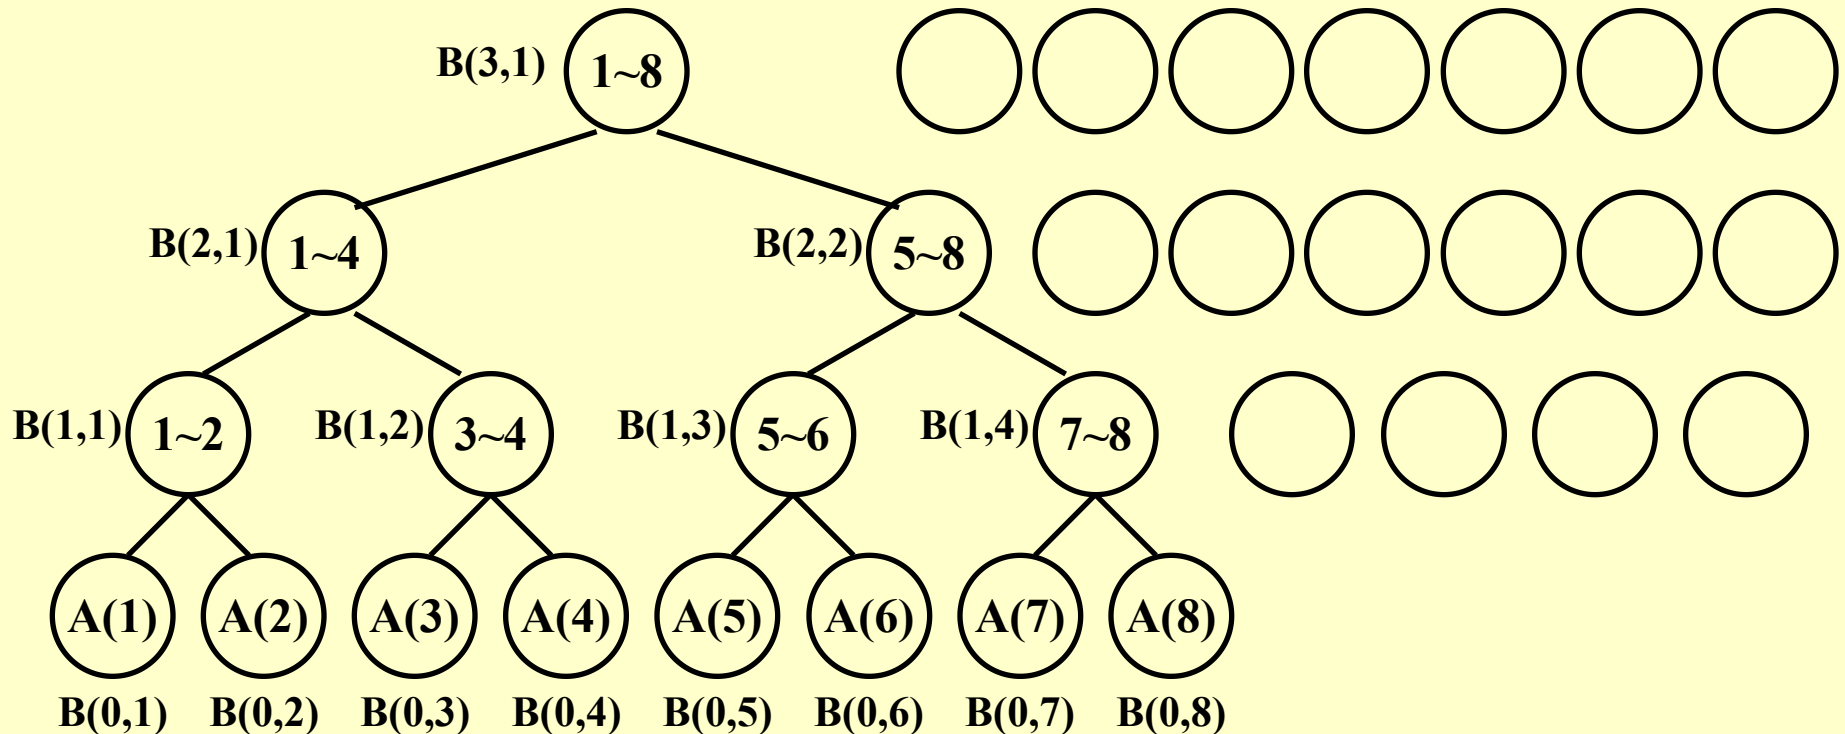 B(3,1) 1~8
B(2,1) 1~4 B(2,2) 5~8
B(1,1) 1~2 B(1,2) 3~4 B(1,3) 5~6 B(1,4) 7~8
A(1) A(2) A(3) A(4) A(5) A(6) A(7) A(8)
B(0,1) B(0,2) B(0,3) B(0,4) B(0,5) B(0,6) B(0,7) B(0,8)